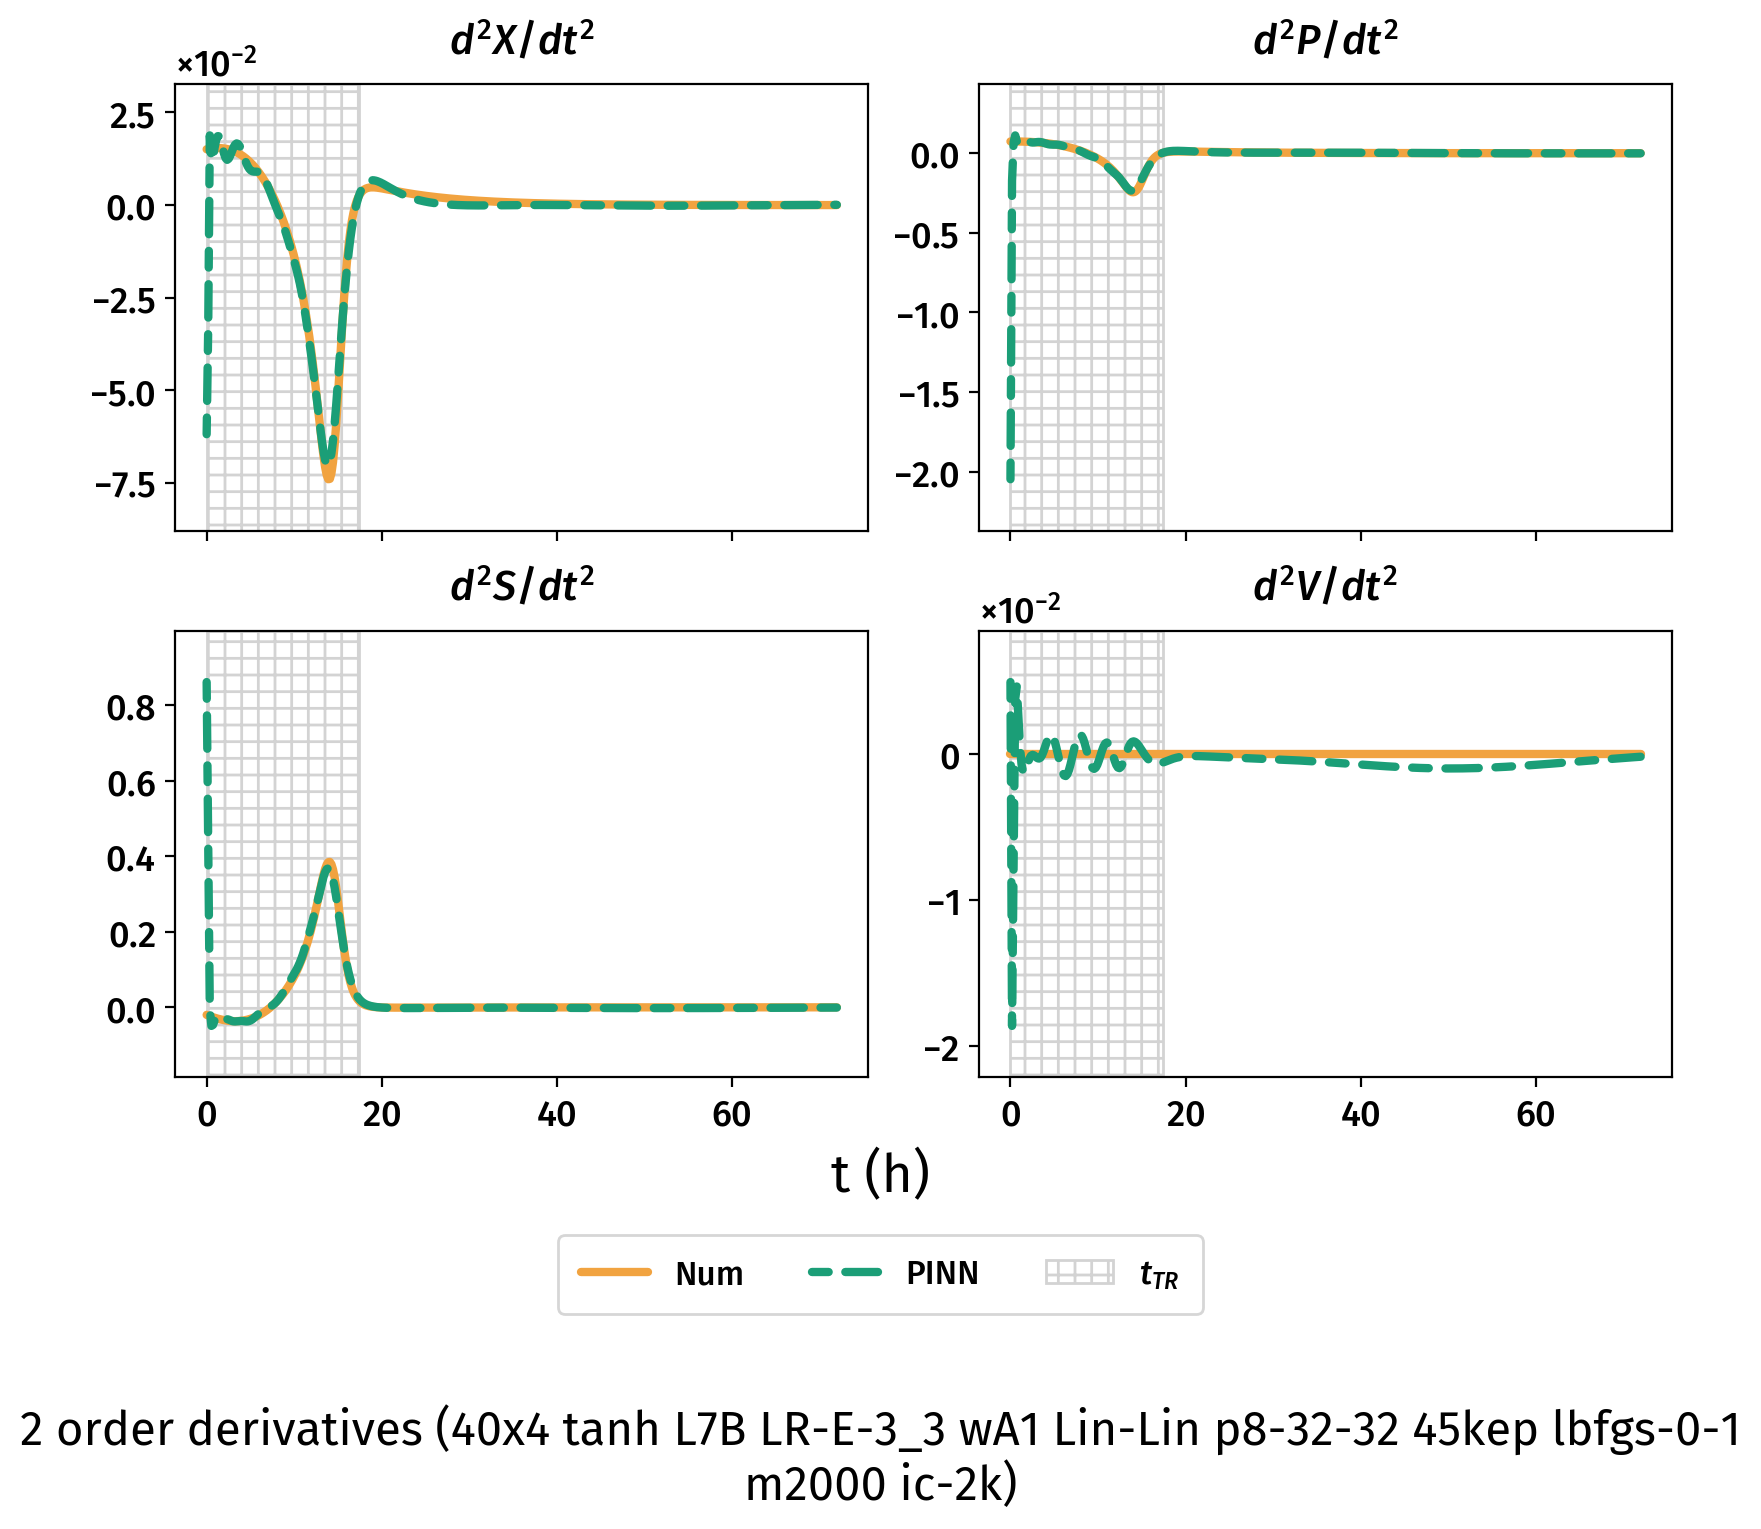 d²X/dt²
d²P/dt²
×10⁻²
2.5
0.0
−2.5
−5.0
−7.5
0.0
−0.5
−1.0
−1.5
−2.0
d²S/dt²
d²V/dt²
×10⁻²
0.8
0.6
0.4
0.2
0.0
0
−1
−2
0 20 40 60
0 20 40 60
t (h)
Num PINN t_TR
2 order derivatives (40x4 tanh L7B LR-E-3_3 wA1 Lin-Lin p8-32-32 45kep lbfgs-0-1
m2000 ic-2k)